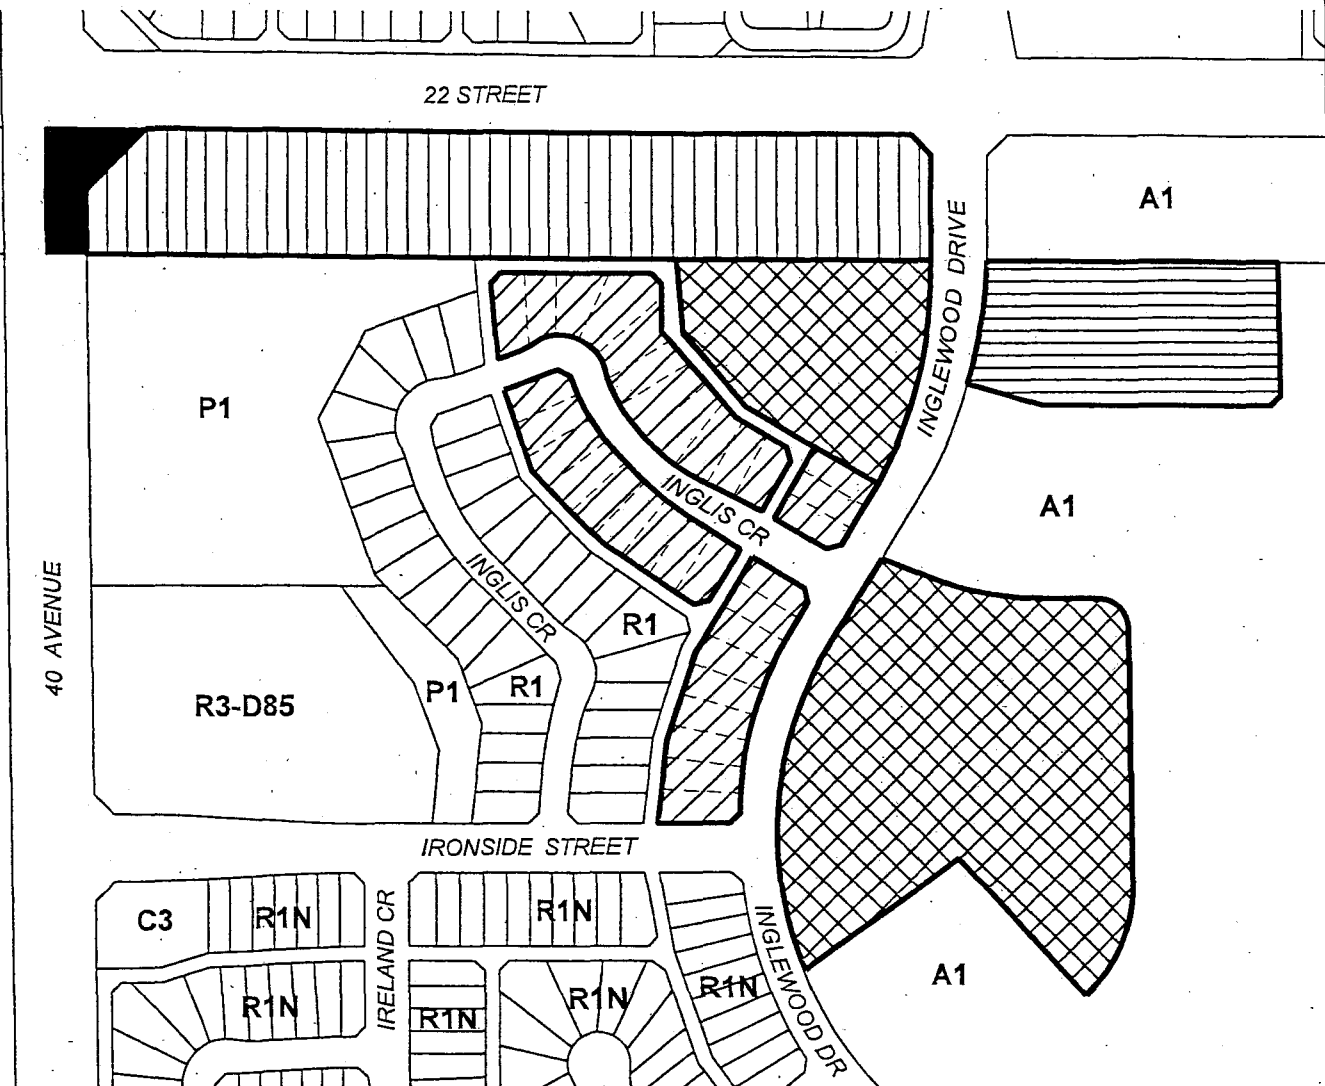 22 STREET
A1
INGLEWOOD DRIVE
P1
A1
INGLIS CR
INGLIS CR
40 AVENUE
R1
P1
R1
R3-D85
IRONSIDE STREET
C3
R1N
IRELAND CR
R1N
INGLEWOOD DR
A1
R1N
R1N
R1N
R1N